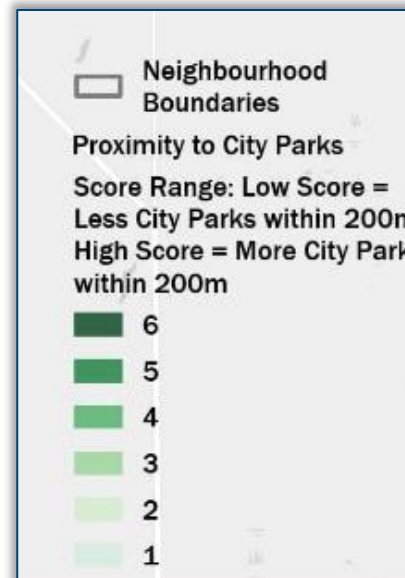 Neighbourhood
Boundaries
Proximity to City Parks
Score Range: Low Score =
Less City Parks within 200m
High Score = More City Park
within 200m
6
5
4
3
2
1